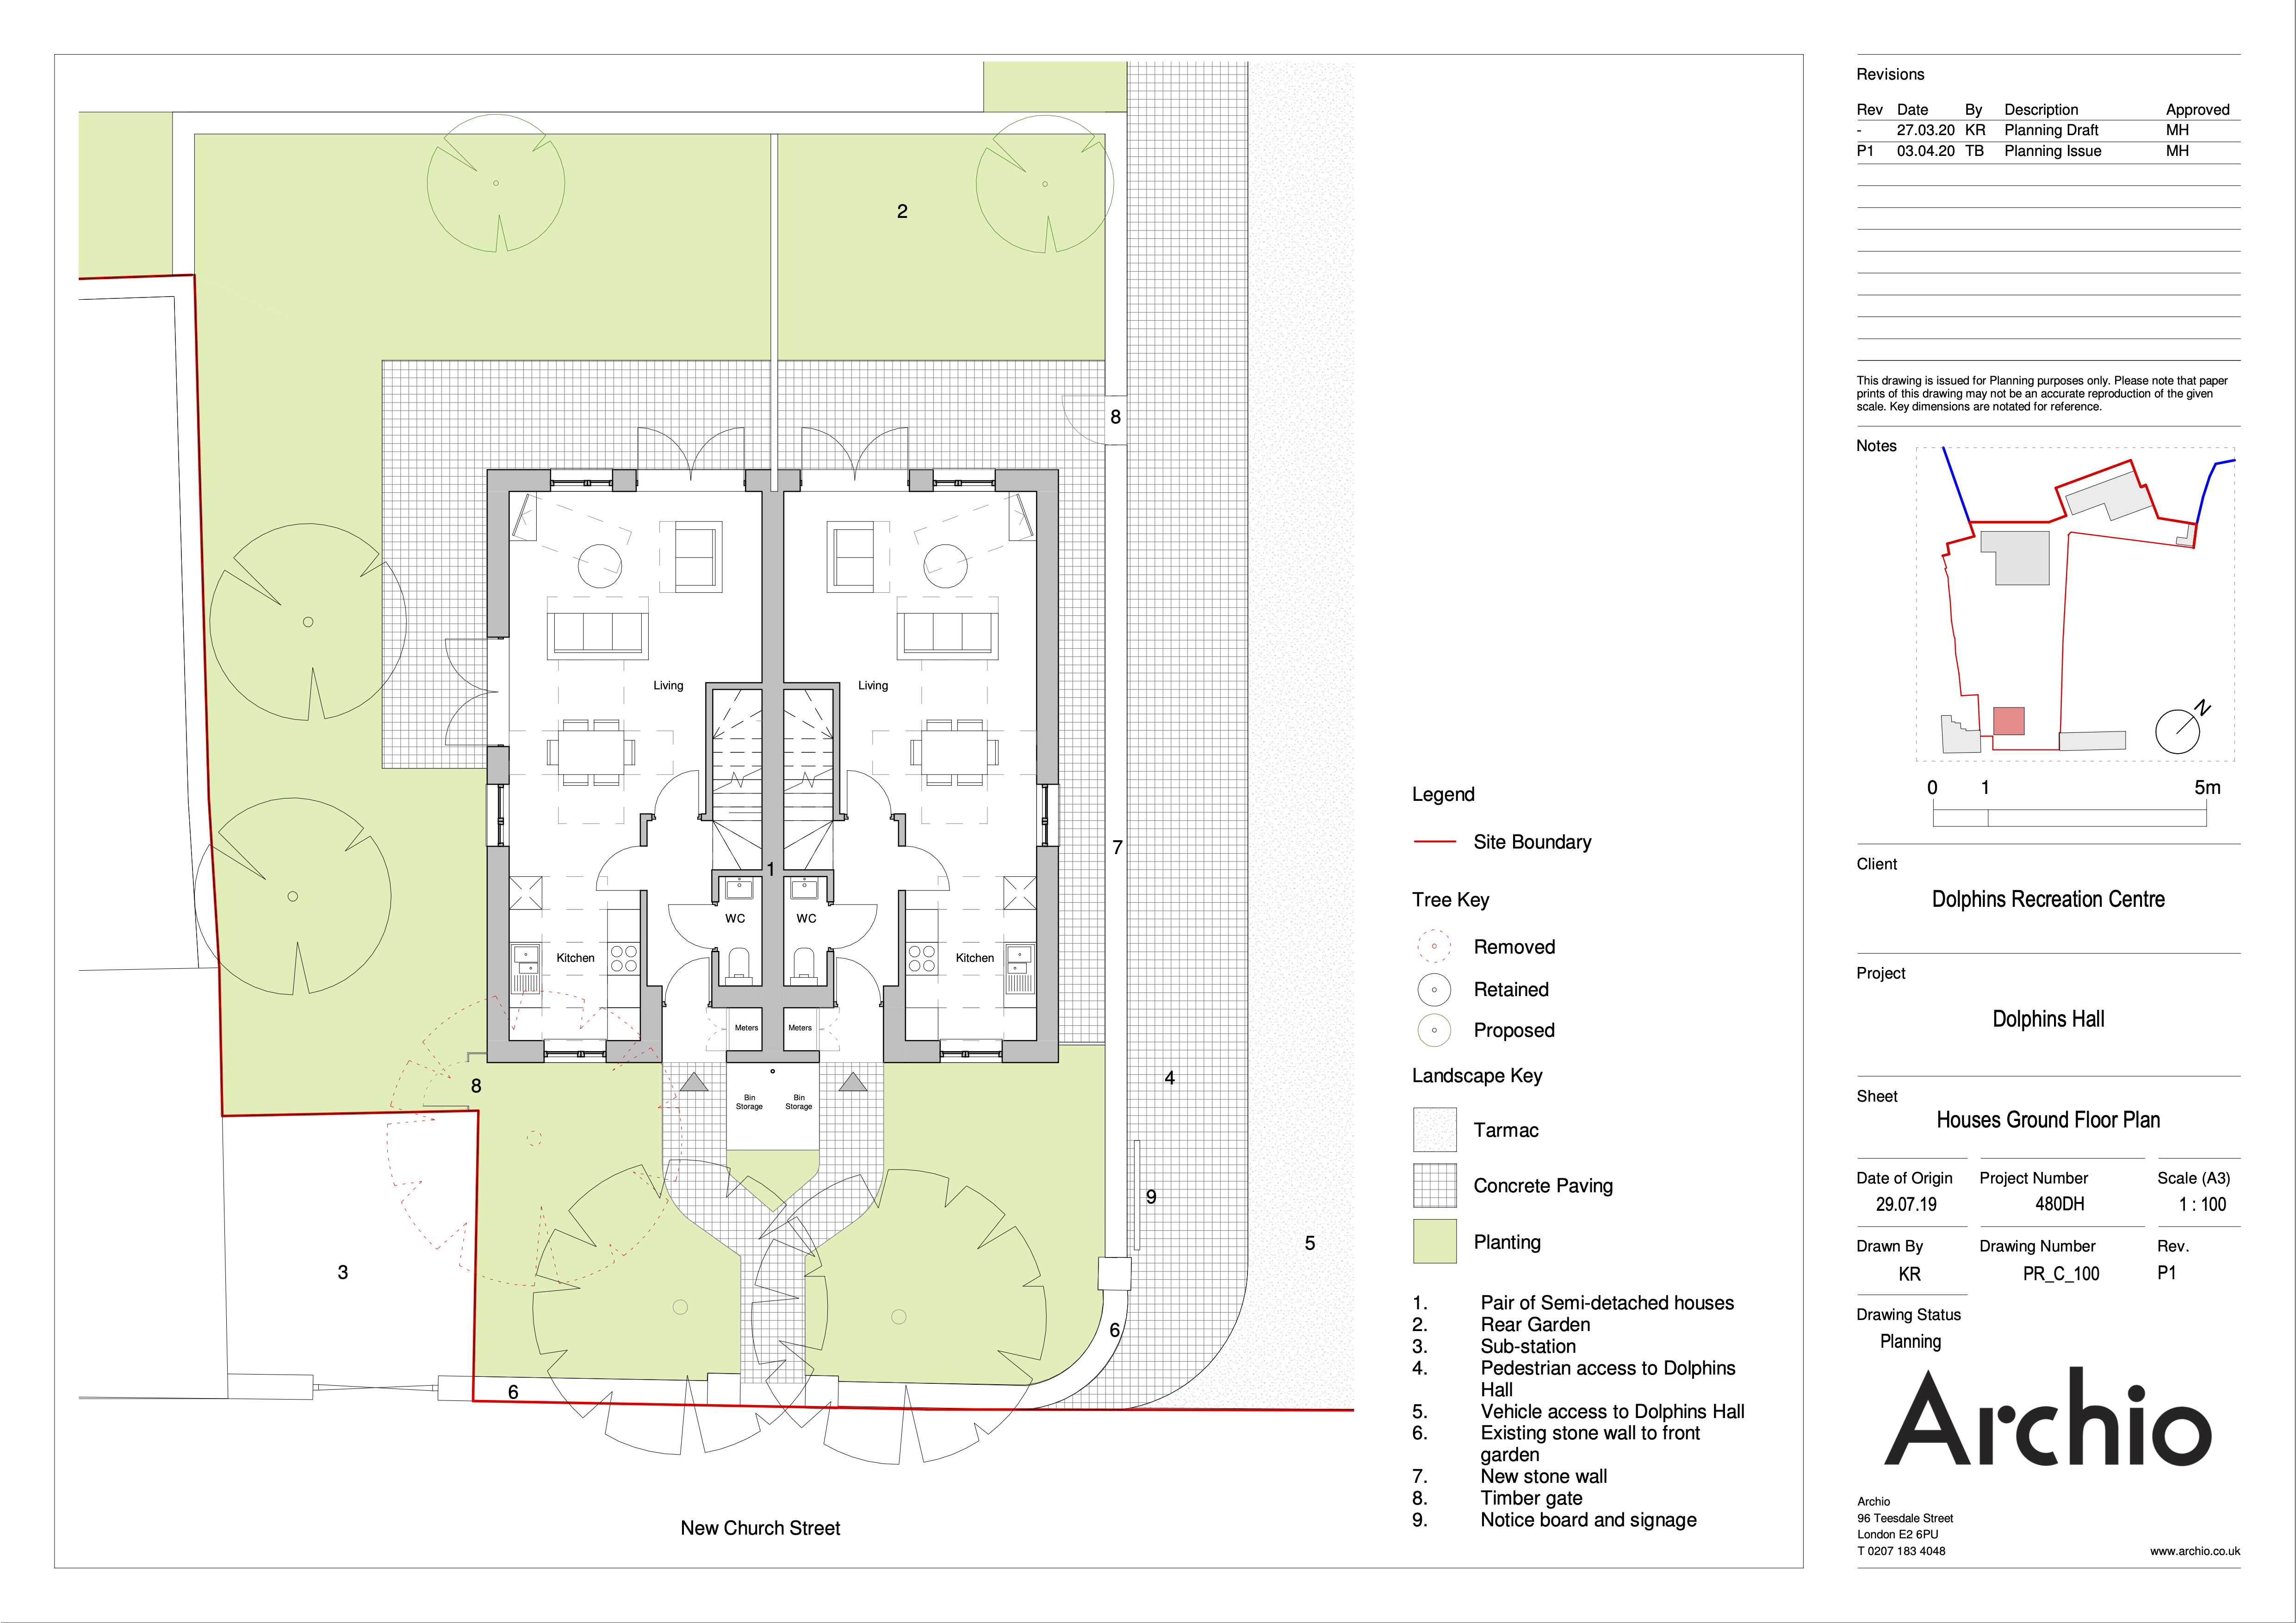 2
8
Living
Living
7
1
WC
WC
Kitchen
Kitchen
Meters
Meters
8
4
Bin
Storage
Bin
Storage
9
5
3
6
6
New Church Street
Legend
Site Boundary
Tree Key
Removed
Retained
Proposed
Landscape Key
Tarmac
Concrete Paving
Planting
1. Pair of Semi-detached houses
2. Rear Garden
3. Sub-station
4. Pedestrian access to Dolphins
Hall
5. Vehicle access to Dolphins Hall
6. Existing stone wall to front
garden
7. New stone wall
8. Timber gate
9. Notice board and signage
Revisions
Rev Date By Description Approved
- 27.03.20 KR Planning Draft MH
P1 03.04.20 TB Planning Issue MH
This drawing is issued for Planning purposes only. Please note that paper
prints of this drawing may not be an accurate reproduction of the given
scale. Key dimensions are notated for reference.
Notes
N
0 1 5m
Client
Dolphins Recreation Centre
Project
Dolphins Hall
Sheet
Houses Ground Floor Plan
Date of Origin Project Number Scale (A3)
29.07.19 480DH 1 : 100
Drawn By Drawing Number Rev.
KR PR_C_100 P1
Drawing Status
Planning
Archio
Archio
96 Teesdale Street
London E2 6PU
T 0207 183 4048 www.archio.co.uk